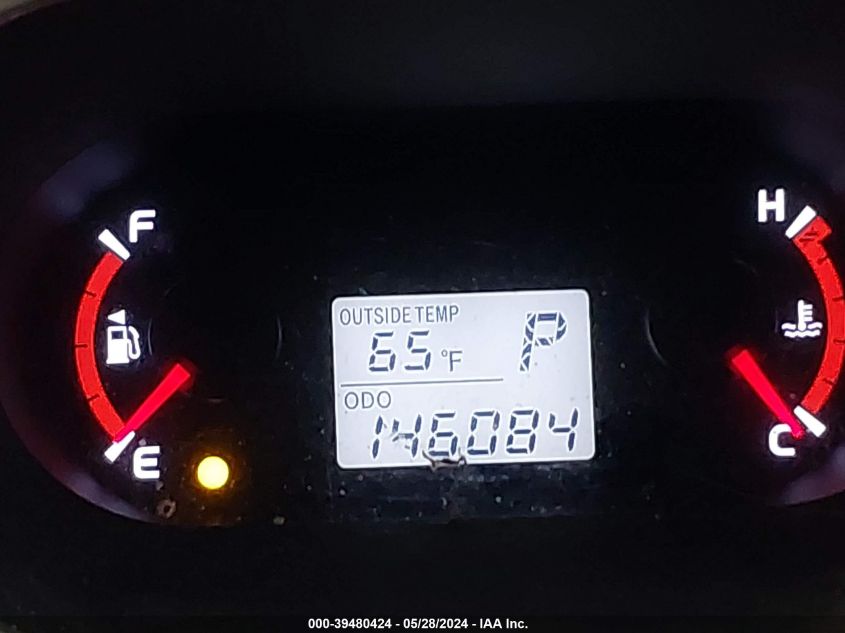 F
H
OUTSIDE TEMP
65 °F
P
ODO
146084
E
C
000-39480424 - 05/28/2024 - IAA Inc.